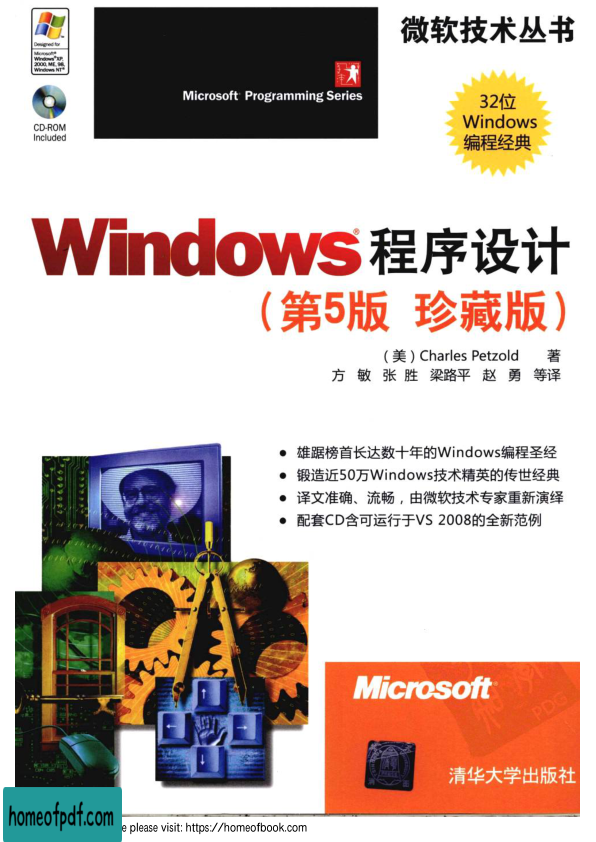 Designed for
Microsoft®
Windows®XP,
2000, ME, 98,
Windows NT®
CD-ROM
Included
Microsoft® Programming Series
微软技术丛书
32位
Windows
编程经典
Windows® 程序设计
（第5版 珍藏版）
（美）Charles Petzold 著
方 敏 张 胜 梁路平 赵 勇 等译
● 雄踞榜首长达数十年的Windows编程圣经
● 锻造近50万Windows技术精英的传世经典
● 译文准确、流畅，由微软技术专家重新演绎
● 配套CD含可运行于VS 2008的全新范例
Microsoft®
PDG
清华大学出版社
homeofpdf.com
e please visit: https://homeofbook.com